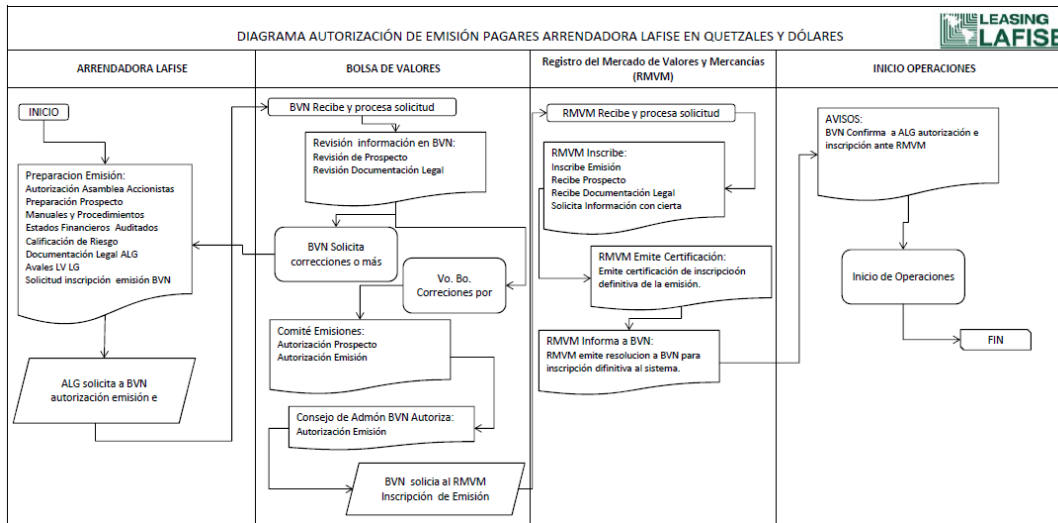 DIAGRAMA AUTORIZACIÓN DE EMISIÓN PAGARES ARRENDADORA LAFISE EN QUETZALES Y DÓLARES
LEASING
LAFISE
ARRENDADORA LAFISE
INICIO
Preparacion Emisión:
Autorización Asamblea Accionistas
Preparación Prospecto
Manuales y Procedimientos
Estados Financieros Auditados
Calificación de Riesgo
Documentación Legal ALG
Avales LV LG
Solicitud inscripción emisión BVN
ALG solicita a BVN
autorización emisión e
BOLSA DE VALORES
BVN Recibe y procesa solicitud
Revisión información en BVN:
Revisión de Prospecto
Revisión Documentación Legal
BVN Solicita
correcciones o más
Vo. Bo.
Correciones por
Comité Emisiones:
Autorización Prospecto
Autorización Emisión
Consejo de Admón BVN Autoriza:
Autorización Emisión
BVN solicia al RMVM
Inscripción de Emisión
Registro del Mercado de Valores y Mercancías
(RMVM)
RMVM Recibe y procesa solicitud
RMVM Inscribe:
Inscribe Emisión
Recibe Prospecto
Recibe Documentación Legal
Solicita Información con cierta
RMVM Emite Certificación:
Emite certificación de inscripcioón
definitiva de la emisión.
RMVM Informa a BVN:
RMVM emite resolucion a BVN para
inscripción difinitiva al sistema.
INICIO OPERACIONES
AVISOS:
BVN Confirma a ALG autorización e
inscripción ante RMVM
Inicio de Operaciones
FIN